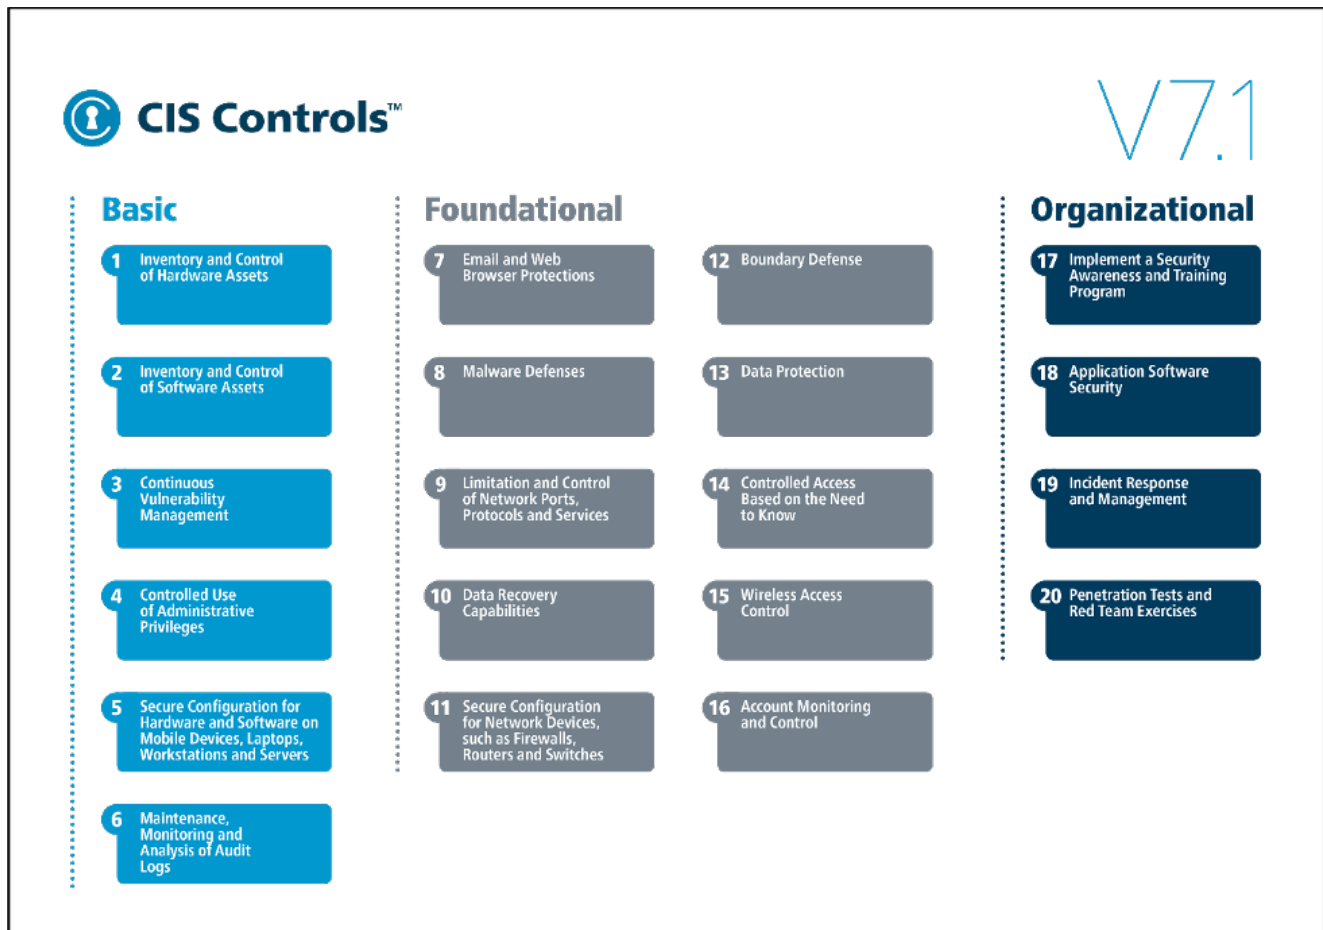 CIS Controls™
V7.1
Basic
1 Inventory and Control
of Hardware Assets
2 Inventory and Control
of Software Assets
3 Continuous
Vulnerability
Management
4 Controlled Use
of Administrative
Privileges
5 Secure Configuration for
Hardware and Software on
Mobile Devices, Laptops,
Workstations and Servers
6 Maintenance,
Monitoring and
Analysis of Audit
Logs
Foundational
7 Email and Web
Browser Protections
8 Malware Defenses
9 Limitation and Control
of Network Ports,
Protocols and Services
10 Data Recovery
Capabilities
11 Secure Configuration
for Network Devices,
such as Firewalls,
Routers and Switches
12 Boundary Defense
13 Data Protection
14 Controlled Access
Based on the Need
to Know
15 Wireless Access
Control
16 Account Monitoring
and Control
Organizational
17 Implement a Security
Awareness and Training
Program
18 Application Software
Security
19 Incident Response
and Management
20 Penetration Tests and
Red Team Exercises